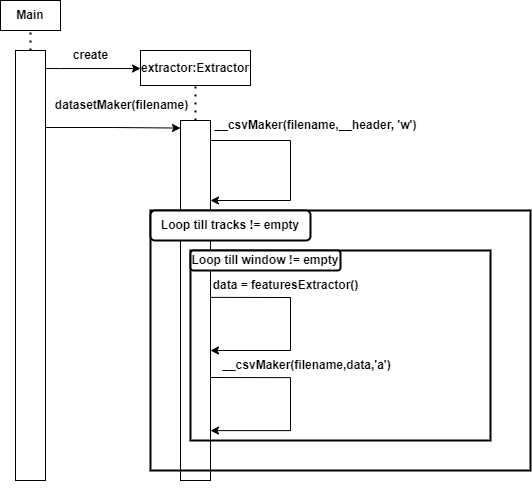 Main
create
extractor:Extractor
datasetMaker(filename)
__csvMaker(filename,__header, 'w')
Loop till tracks != empty
Loop till window != empty
data = featuresExtractor()
__csvMaker(filename,data,'a')